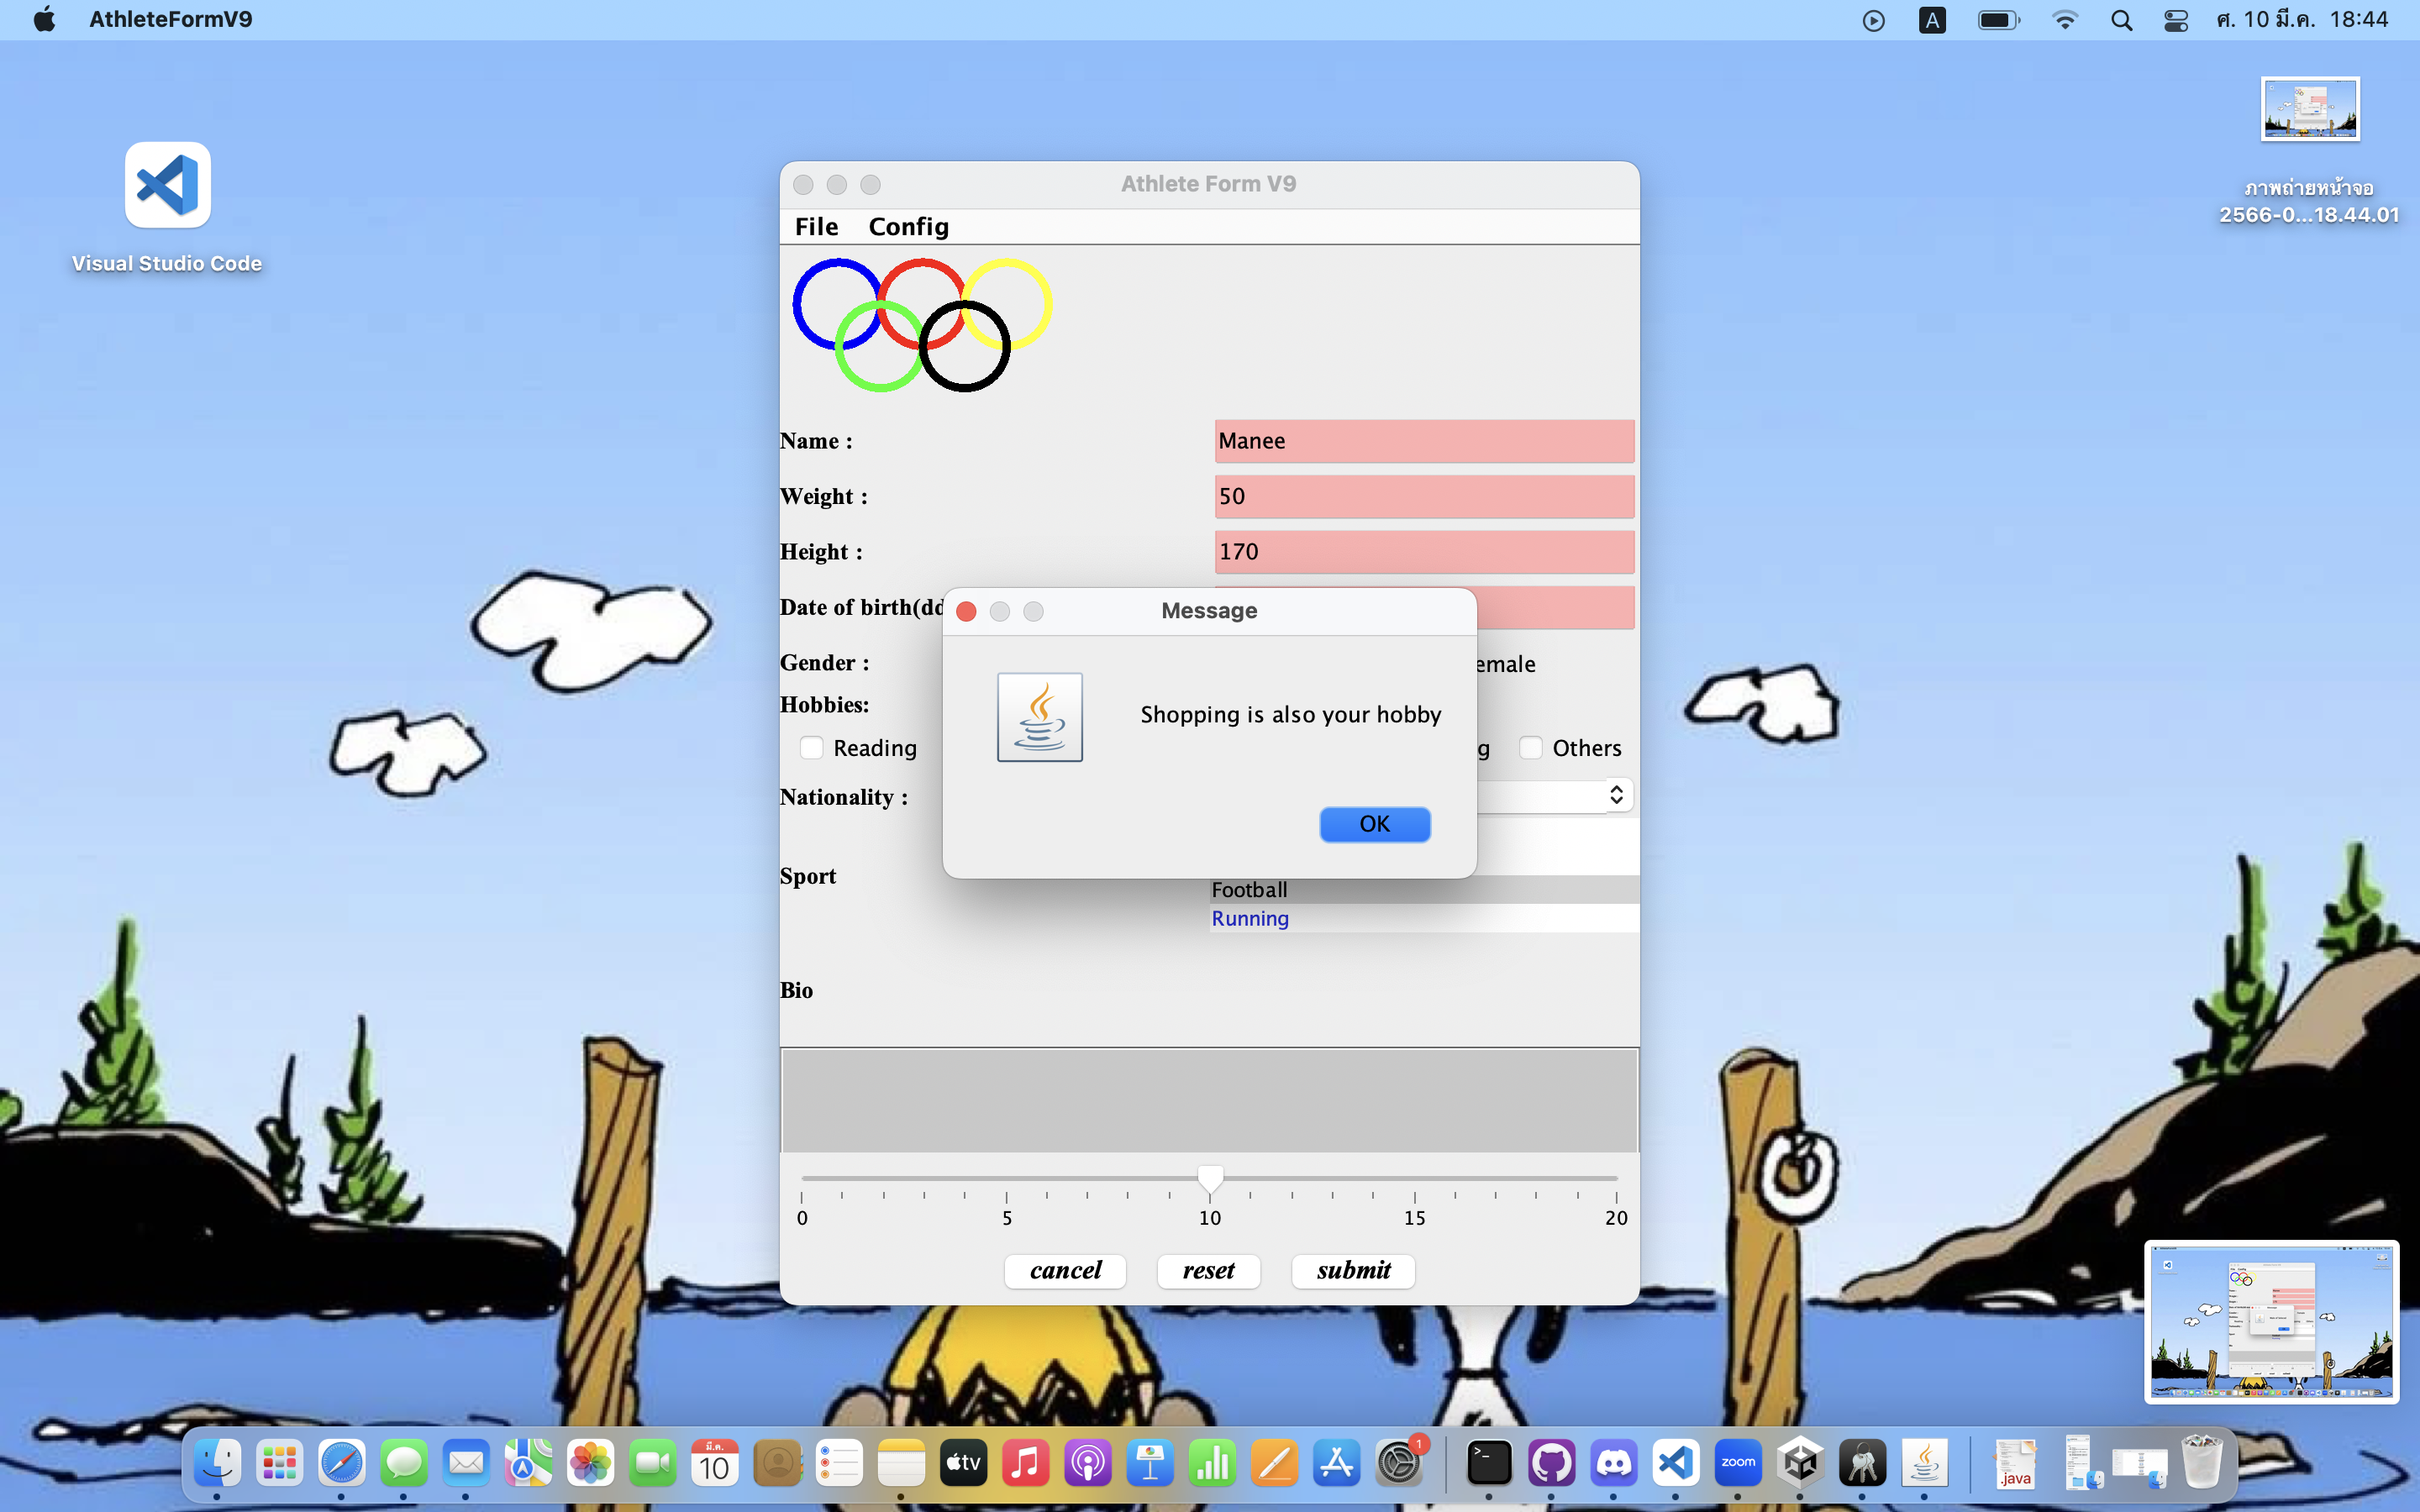 AthleteFormV9
A
ศ. 10 มี.ค. 18:44
Visual Studio Code
ภาพถ่ายหน้าจอ
2566-0...18.44.01
Athlete Form V9
File Config
Name : Manee
Weight : 50
Height : 170
Date of birth(dd
Message
Gender : emale
Hobbies:
Shopping is also your hobby
Reading g Others
Nationality :
OK
Sport
Football
Running
Bio
0 5 10 15 20
cancel reset submit
มี.ค.
10
tv
1
>_
zoom
.java